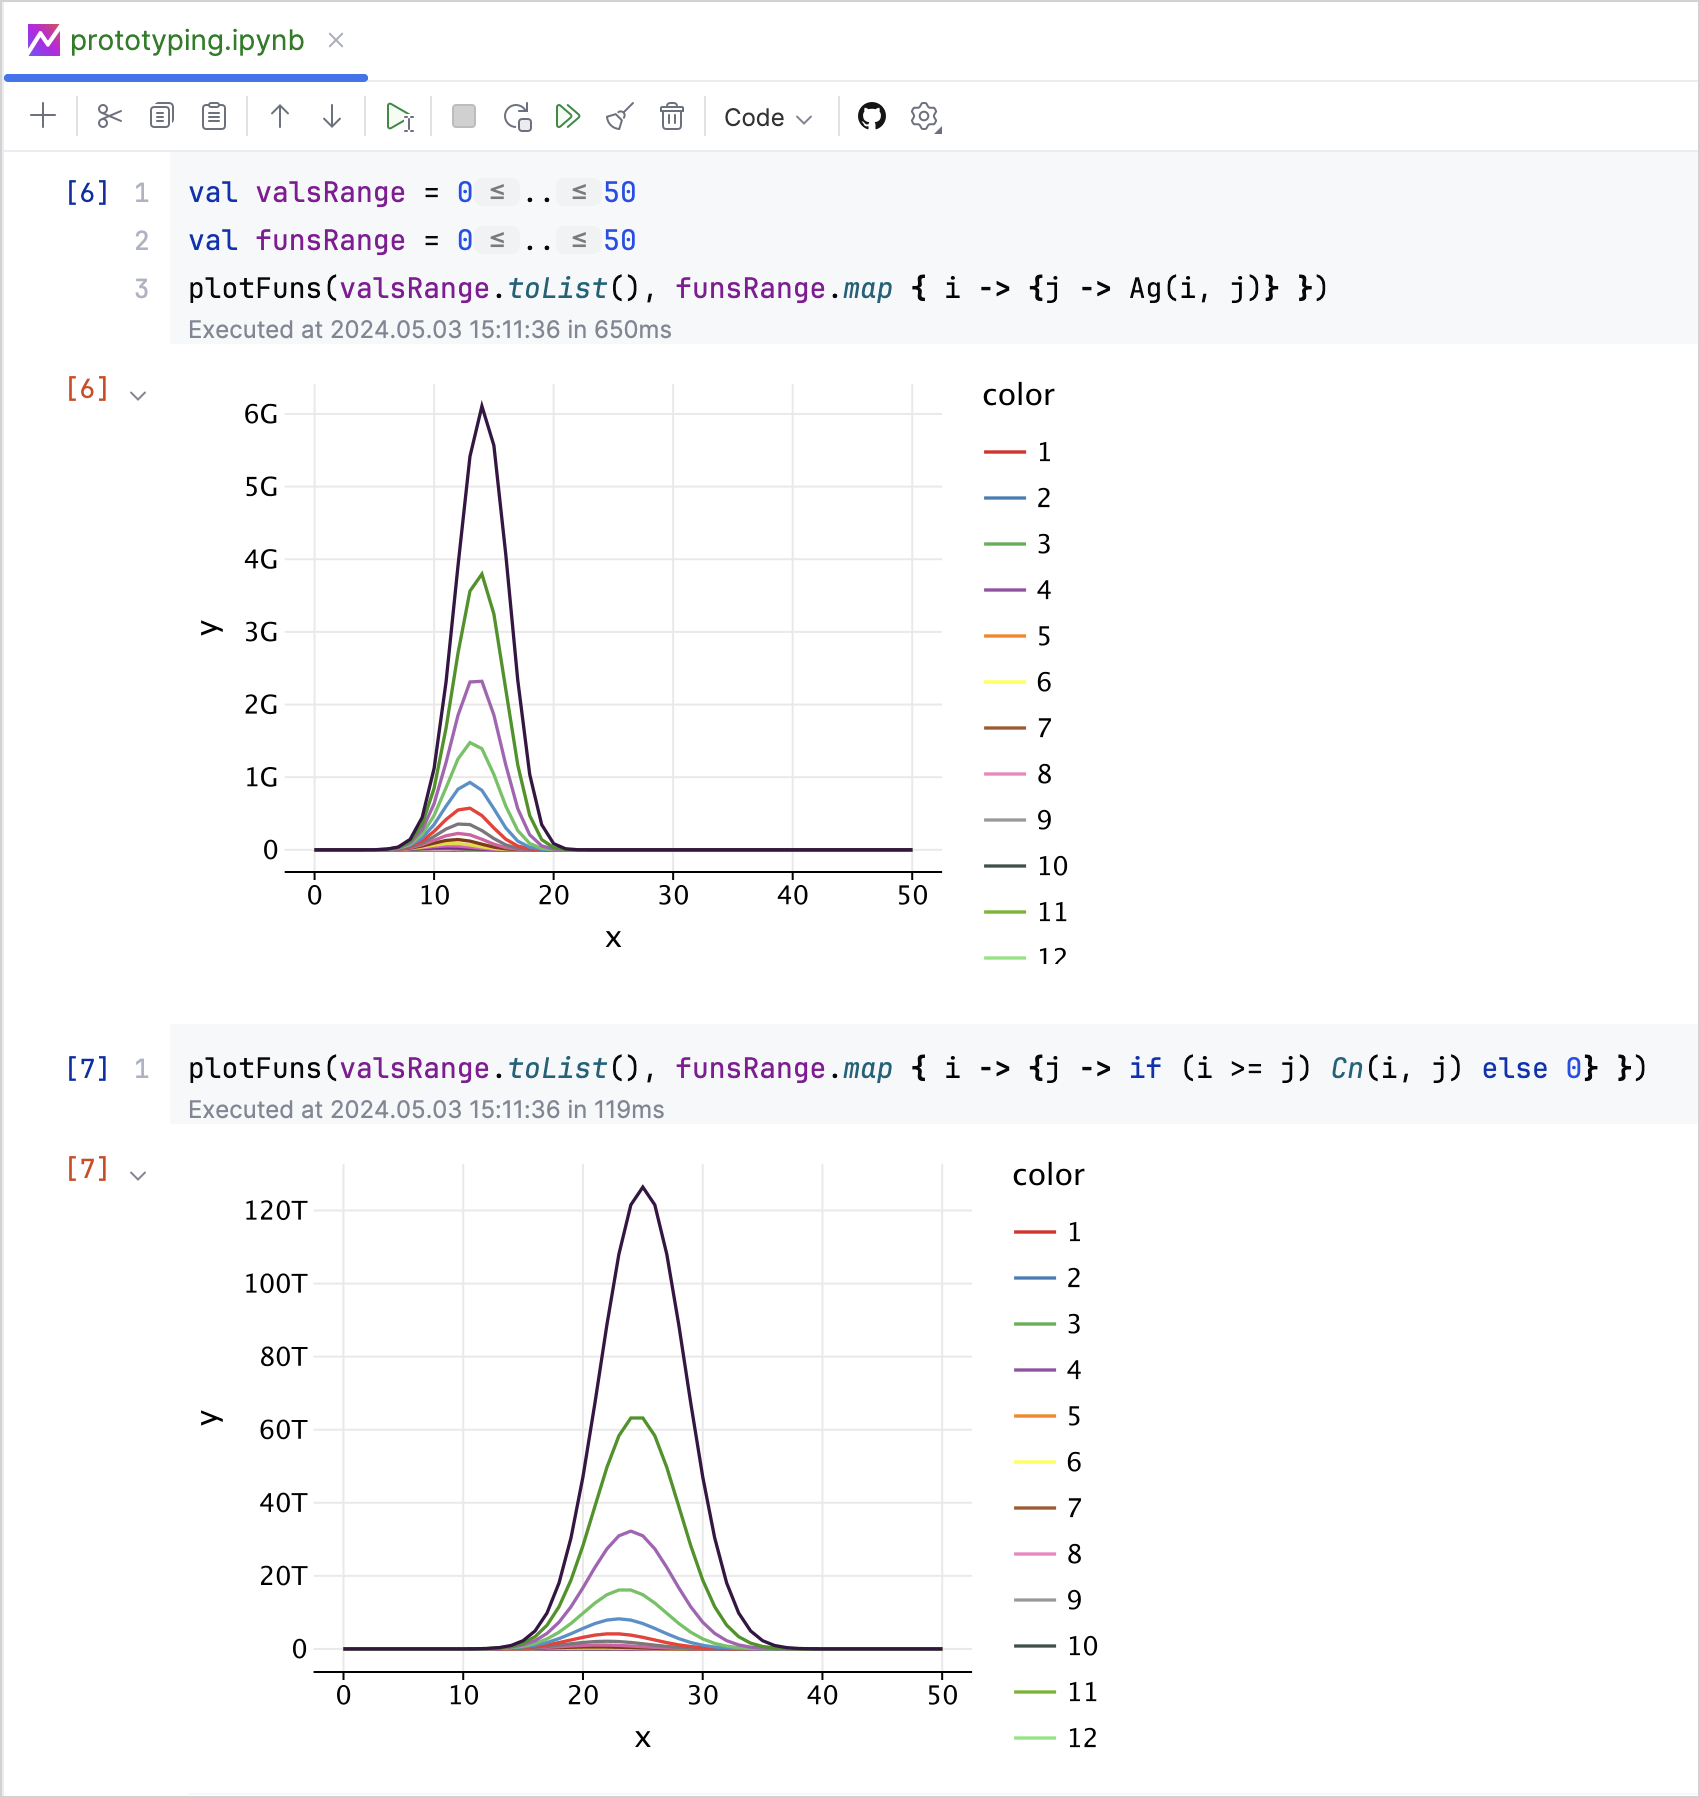 prototyping.ipynb
Code
[6] 1 val valsRange = 0 ≤ .. ≤ 50
2 val funsRange = 0 ≤ .. ≤ 50
3 plotFuns(valsRange.toList(), funsRange.map { i -> {j -> Ag(i, j)} })
Executed at 2024.05.03 15:11:36 in 650ms
[6]
color
6G
5G
4G
3G
2G
1G
0
y
0 10 20 30 40 50
x
1
2
3
4
5
6
7
8
9
10
11
12
[7] 1 plotFuns(valsRange.toList(), funsRange.map { i -> {j -> if (i >= j) Cn(i, j) else 0} })
Executed at 2024.05.03 15:11:36 in 119ms
[7]
color
120T
100T
80T
60T
40T
20T
0
y
0 10 20 30 40 50
x
1
2
3
4
5
6
7
8
9
10
11
12